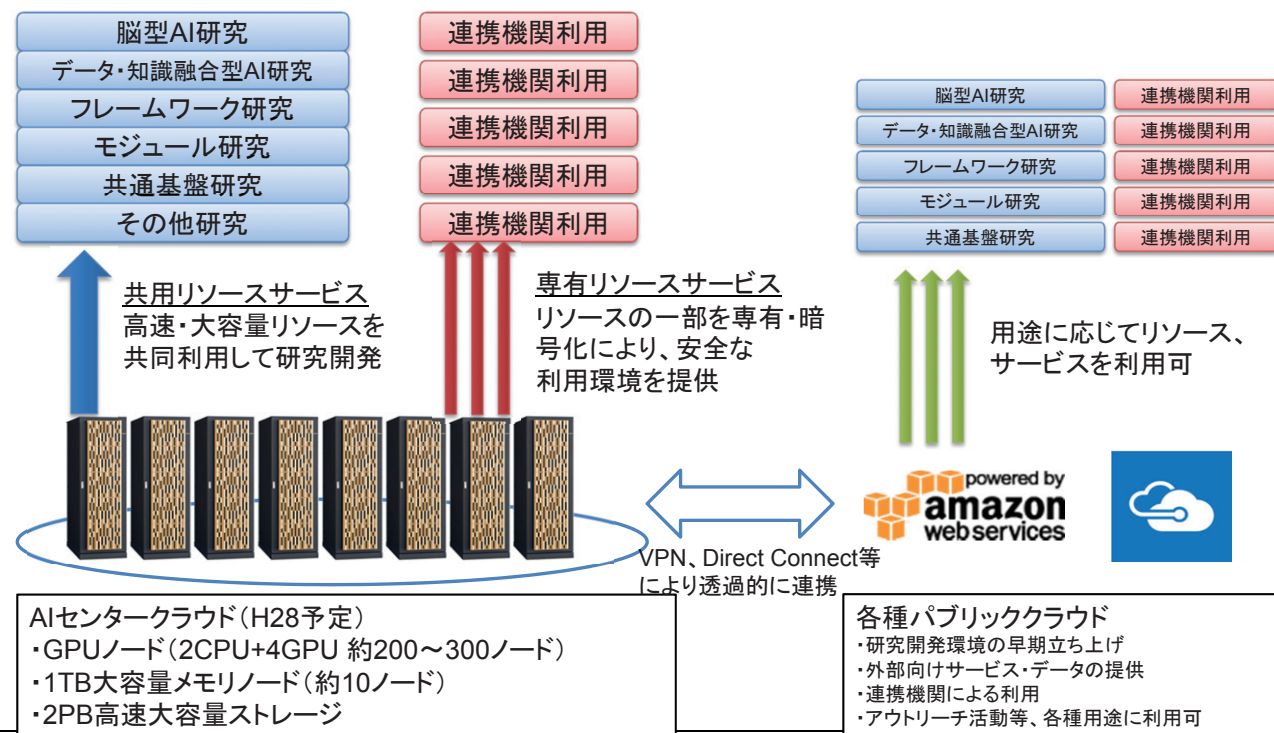 脳型AI研究
データ・知識融合型AI研究
フレームワーク研究
モジュール研究
共通基盤研究
その他研究
連携機関利用
連携機関利用
連携機関利用
連携機関利用
連携機関利用
脳型AI研究
連携機関利用
データ・知識融合型AI研究
連携機関利用
フレームワーク研究
連携機関利用
モジュール研究
連携機関利用
共通基盤研究
連携機関利用
共用リソースサービス
高速・大容量リソースを
共同利用して研究開発
専有リソースサービス
リソースの一部を専有・暗
号化により、安全な
利用環境を提供
用途に応じてリソース、
サービスを利用可
powered by
amazon
web services
VPN、Direct Connect等
により透過的に連携
AIセンタークラウド（H28予定）
・GPUノード（2CPU+4GPU 約200～300ノード）
・1TB大容量メモリノード（約10ノード）
・2PB高速大容量ストレージ
各種パブリッククラウド
・研究開発環境の早期立ち上げ
・外部向けサービス・データの提供
・連携機関による利用
・アウトリーチ活動等、各種用途に利用可